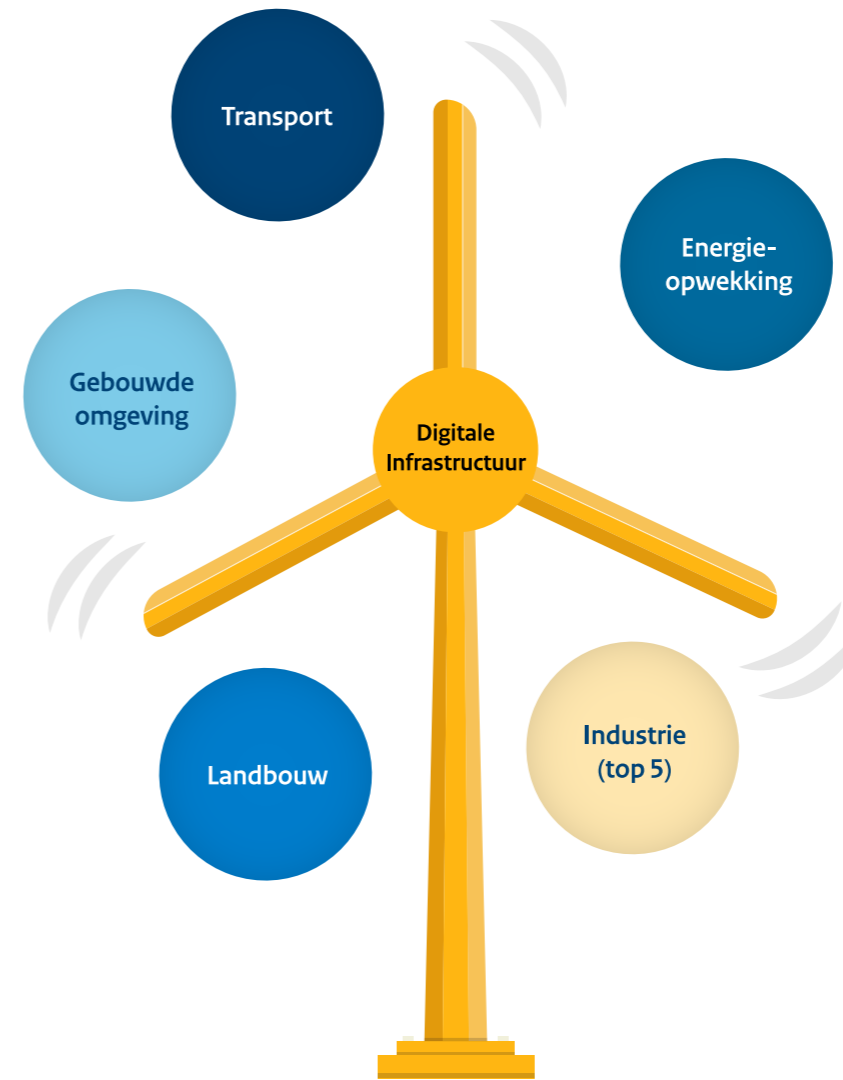 Transport
Energie-
opwekking
Gebouwde
omgeving
Digitale
Infrastructuur
Industrie
(top 5)
Landbouw